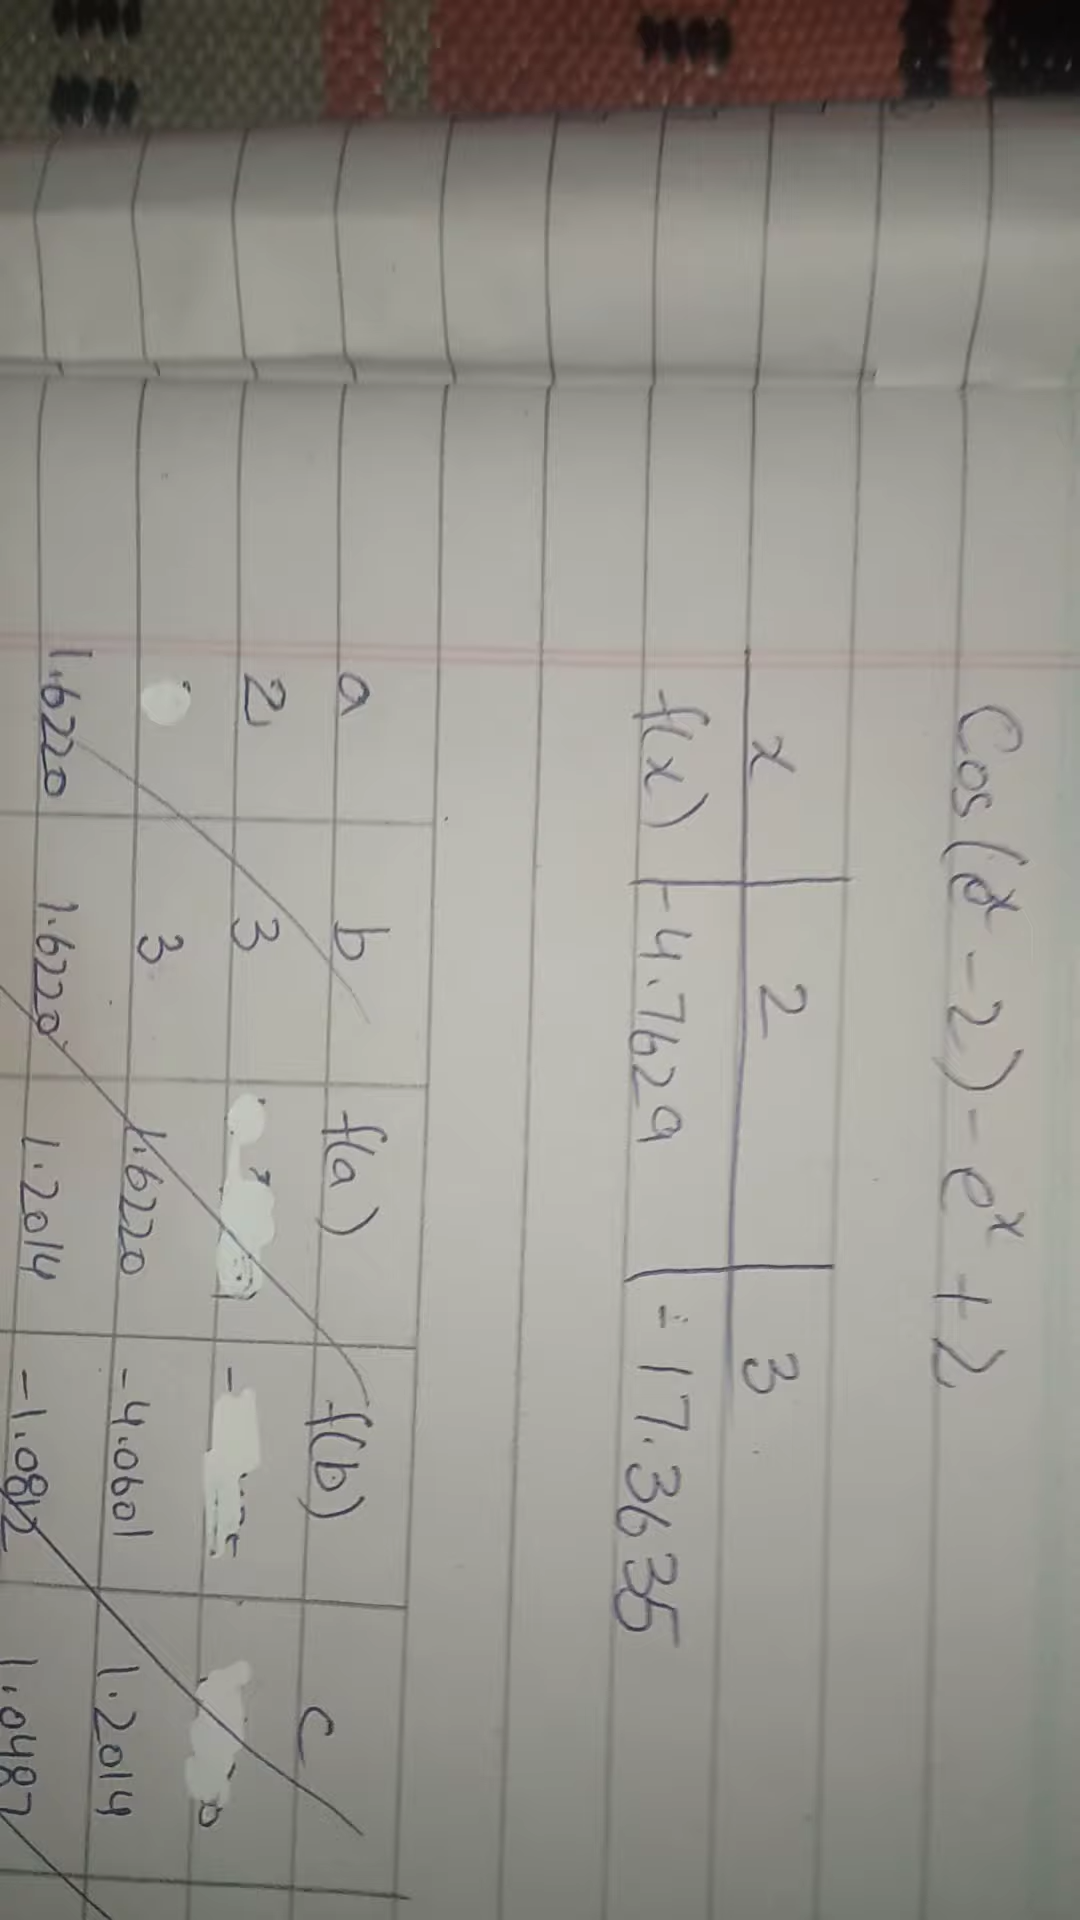 Cos(x-2)-e^x+2
x 2 3
f(x) -4.7629 =17.3635
a b f(a) f(b) c
2 3 -
3 1.6220 -4.0601 1.2014
1.6220 1.6220 1.2014 -1.0812 1.0487